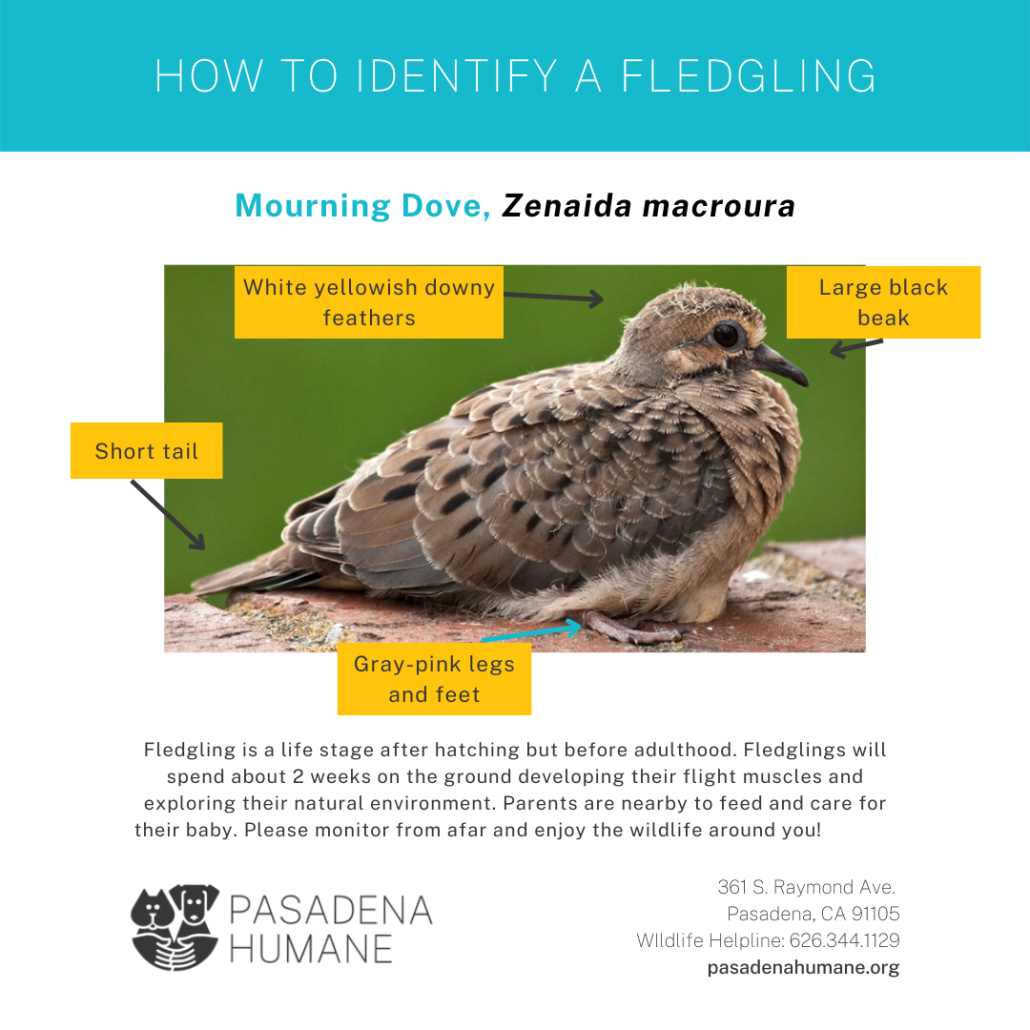 HOW TO IDENTIFY A FLEDGLING
Mourning Dove, Zenaida macroura
White yellowish downy
feathers
Large black
beak
Short tail
Gray-pink legs
and feet
Fledgling is a life stage after hatching but before adulthood. Fledglings will
spend about 2 weeks on the ground developing their flight muscles and
exploring their natural environment. Parents are nearby to feed and care for
their baby. Please monitor from afar and enjoy the wildlife around you!
PASADENA
HUMANE
361 S. Raymond Ave.
Pasadena, CA 91105
WIldlife Helpline: 626.344.1129
pasadenahumane.org